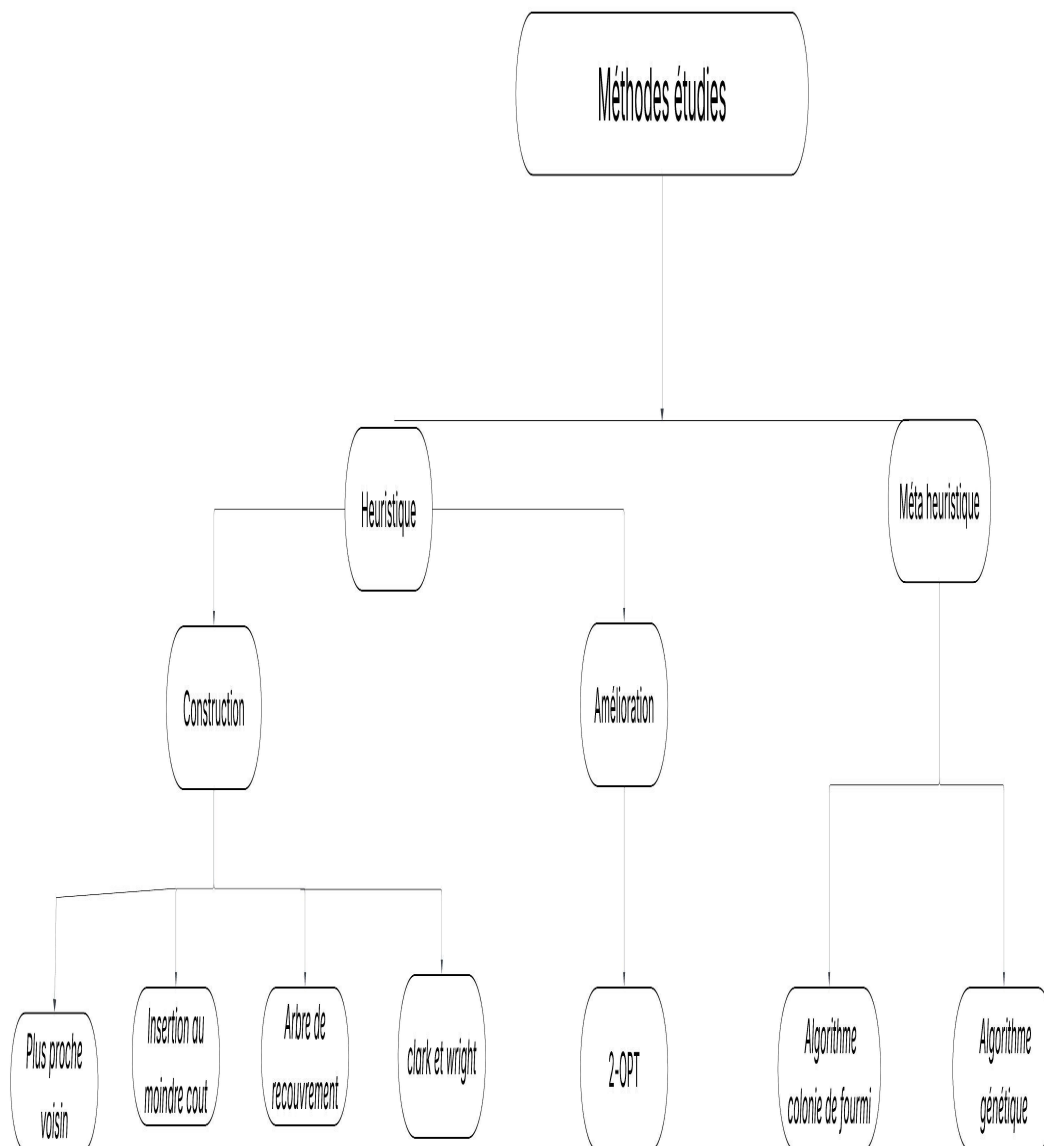 Méthodes étudies
Heuristique
Méta heuristique
Construction
Amélioration
Plus proche
voisin
Insertion au
moindre cout
Arbre de
recouvrement
clark et wright
2-OPT
Algorithme
colonie de fourmi
Algorithme
génétique